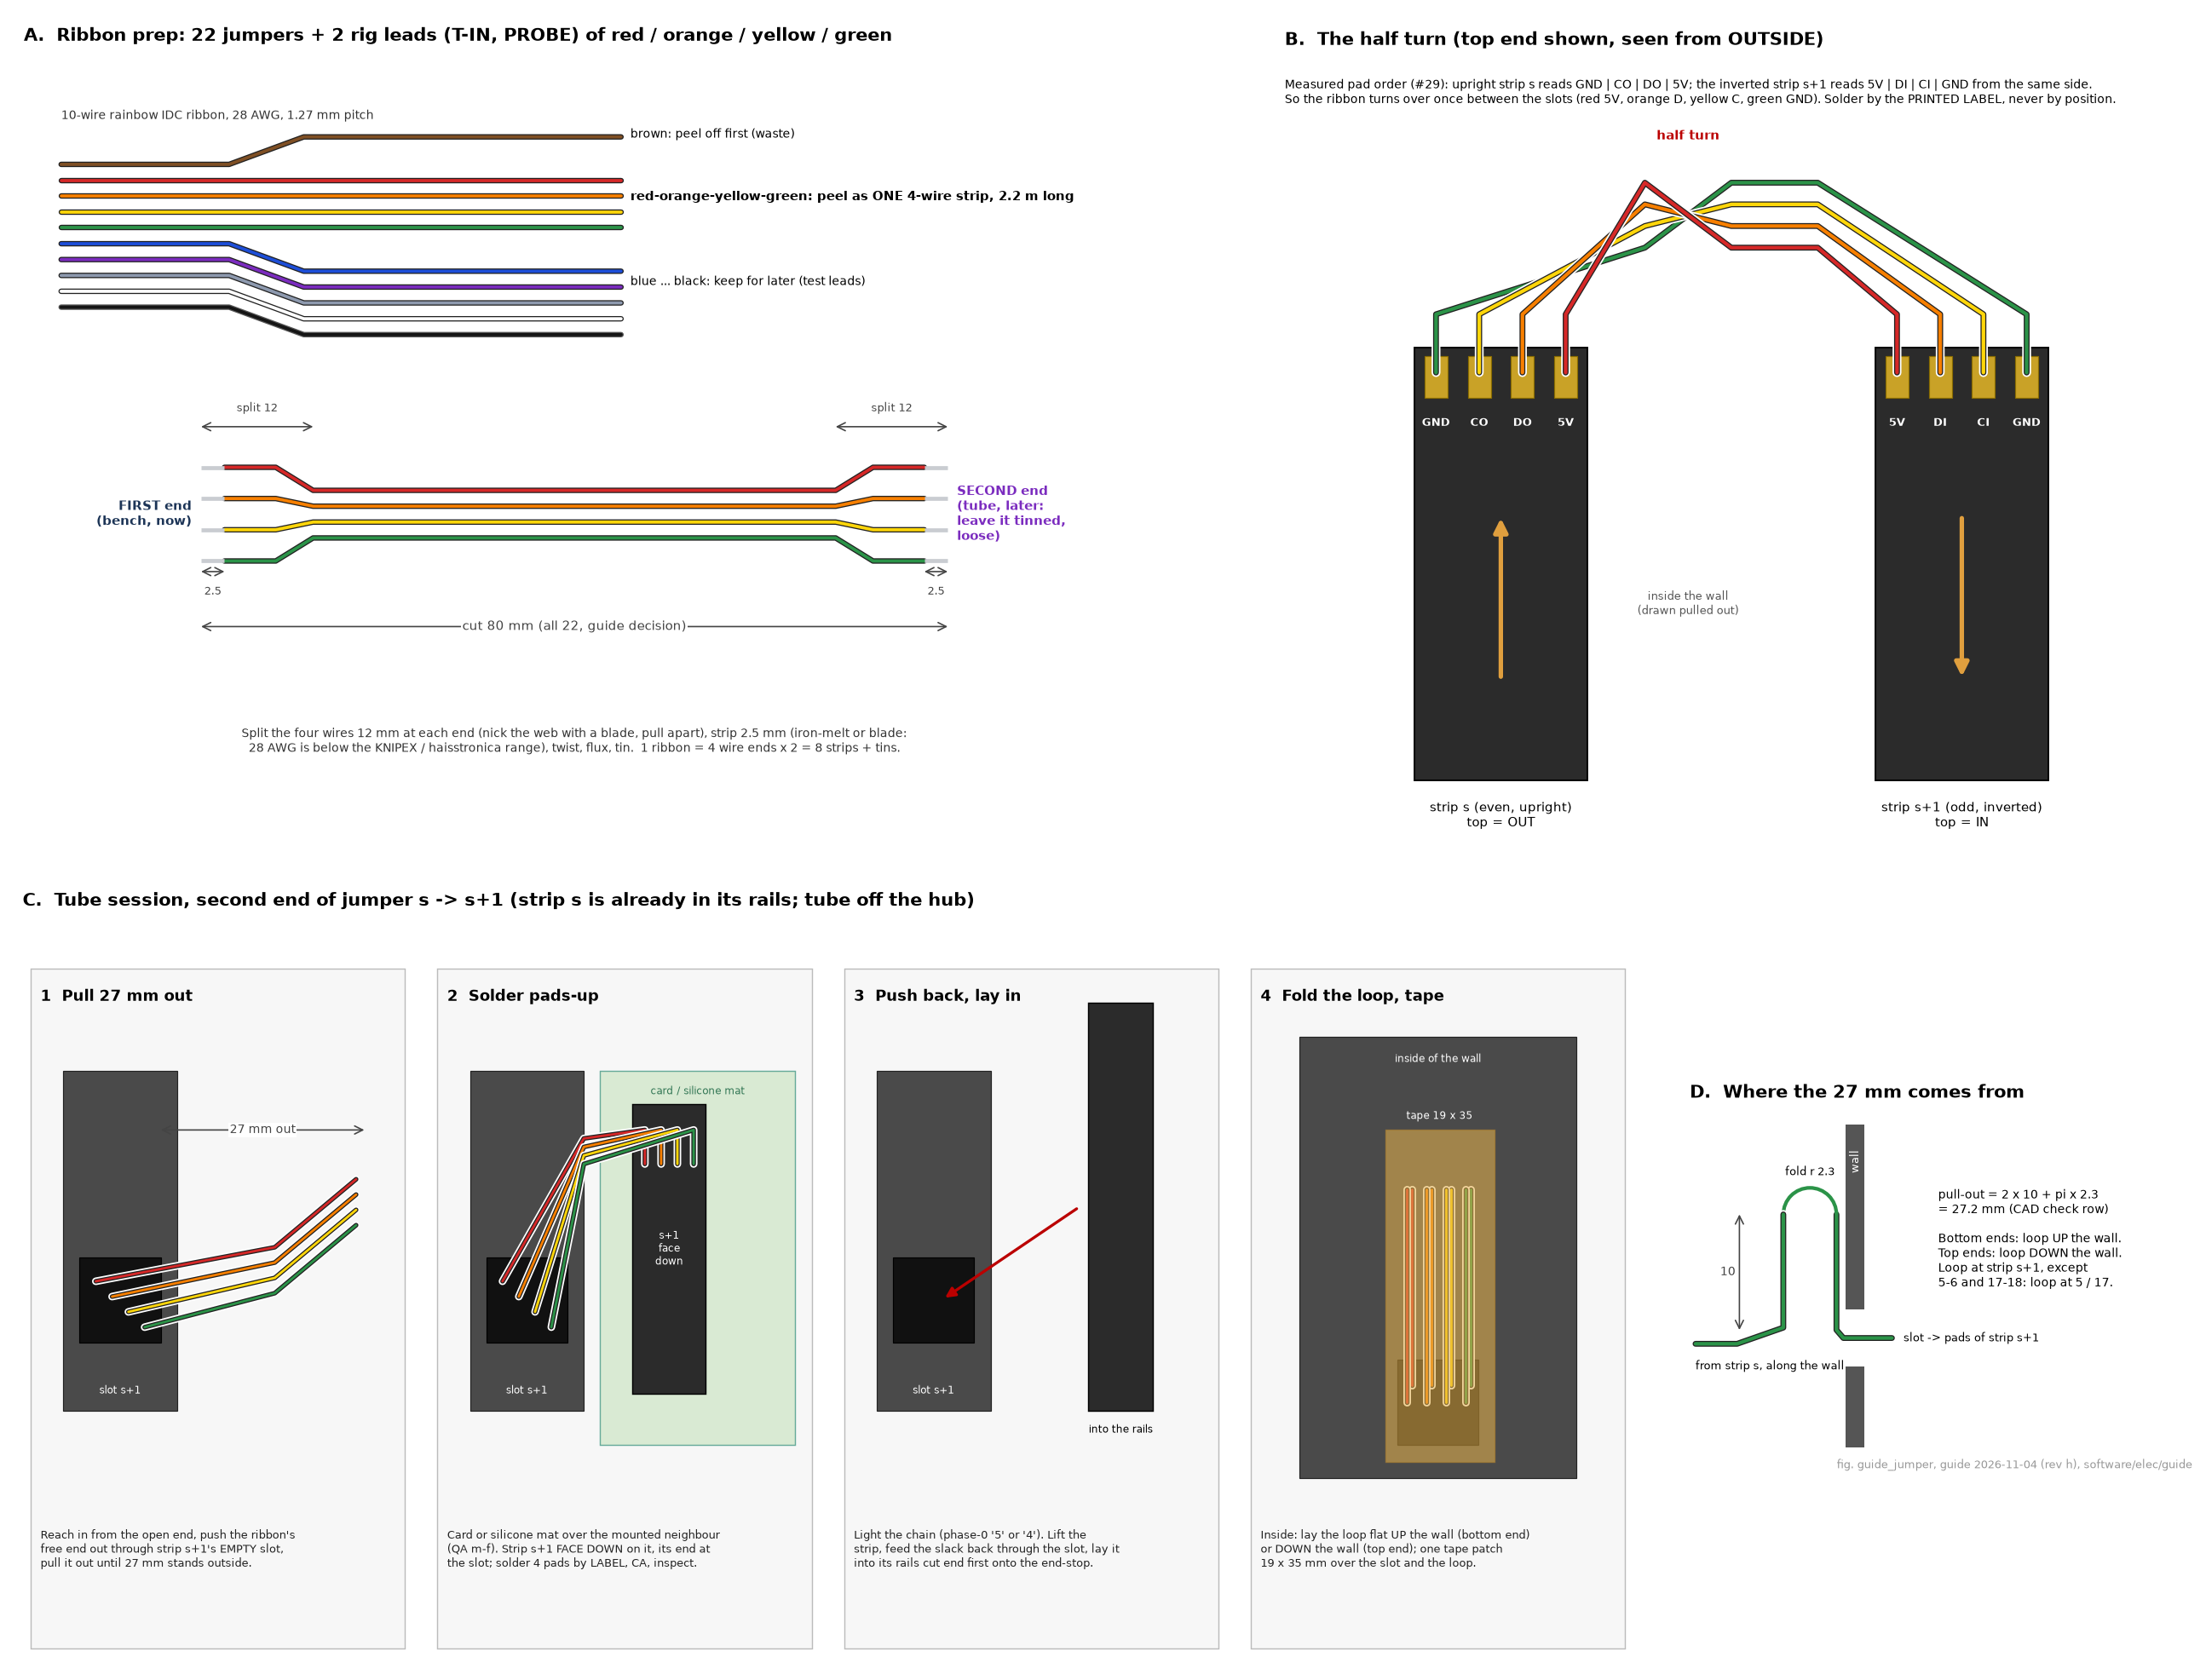 A.  Ribbon prep: 22 jumpers + 2 rig leads (T-IN, PROBE) of red / orange / yellow / green
10-wire rainbow IDC ribbon, 28 AWG, 1.27 mm pitch
brown: peel off first (waste)
red-orange-yellow-green: peel as ONE 4-wire strip, 2.2 m long
blue ... black: keep for later (test leads)
split 12
split 12
FIRST end
(bench, now)
SECOND end
(tube, later:
leave it tinned,
loose)
2.5
2.5
cut 80 mm (all 22, guide decision)
Split the four wires 12 mm at each end (nick the web with a blade, pull apart), strip 2.5 mm (iron-melt or blade:
28 AWG is below the KNIPEX / haisstronica range), twist, flux, tin.  1 ribbon = 4 wire ends x 2 = 8 strips + tins.
B.  The half turn (top end shown, seen from OUTSIDE)
Measured pad order (#29): upright strip s reads GND | CO | DO | 5V; the inverted strip s+1 reads 5V | DI | CI | GND from the same side.
So the ribbon turns over once between the slots (red 5V, orange D, yellow C, green GND). Solder by the PRINTED LABEL, never by position.
half turn
GND CO DO 5V
5V DI CI GND
inside the wall
(drawn pulled out)
strip s (even, upright)
top = OUT
strip s+1 (odd, inverted)
top = IN
C.  Tube session, second end of jumper s -> s+1 (strip s is already in its rails; tube off the hub)
1  Pull 27 mm out
27 mm out
slot s+1
Reach in from the open end, push the ribbon's
free end out through strip s+1's EMPTY slot,
pull it out until 27 mm stands outside.
2  Solder pads-up
card / silicone mat
s+1
face
down
slot s+1
Card or silicone mat over the mounted neighbour
(QA m-f). Strip s+1 FACE DOWN on it, its end at
the slot; solder 4 pads by LABEL, CA, inspect.
3  Push back, lay in
slot s+1
into the rails
Light the chain (phase-0 '5' or '4'). Lift the
strip, feed the slack back through the slot, lay it
into its rails cut end first onto the end-stop.
4  Fold the loop, tape
inside of the wall
tape 19 x 35
Inside: lay the loop flat UP the wall (bottom end)
or DOWN the wall (top end); one tape patch
19 x 35 mm over the slot and the loop.
D.  Where the 27 mm comes from
wall
fold r 2.3
10
pull-out = 2 x 10 + pi x 2.3
= 27.2 mm (CAD check row)
Bottom ends: loop UP the wall.
Top ends: loop DOWN the wall.
Loop at strip s+1, except
5-6 and 17-18: loop at 5 / 17.
slot -> pads of strip s+1
from strip s, along the wall
fig. guide_jumper, guide 2026-11-04 (rev h), software/elec/guide